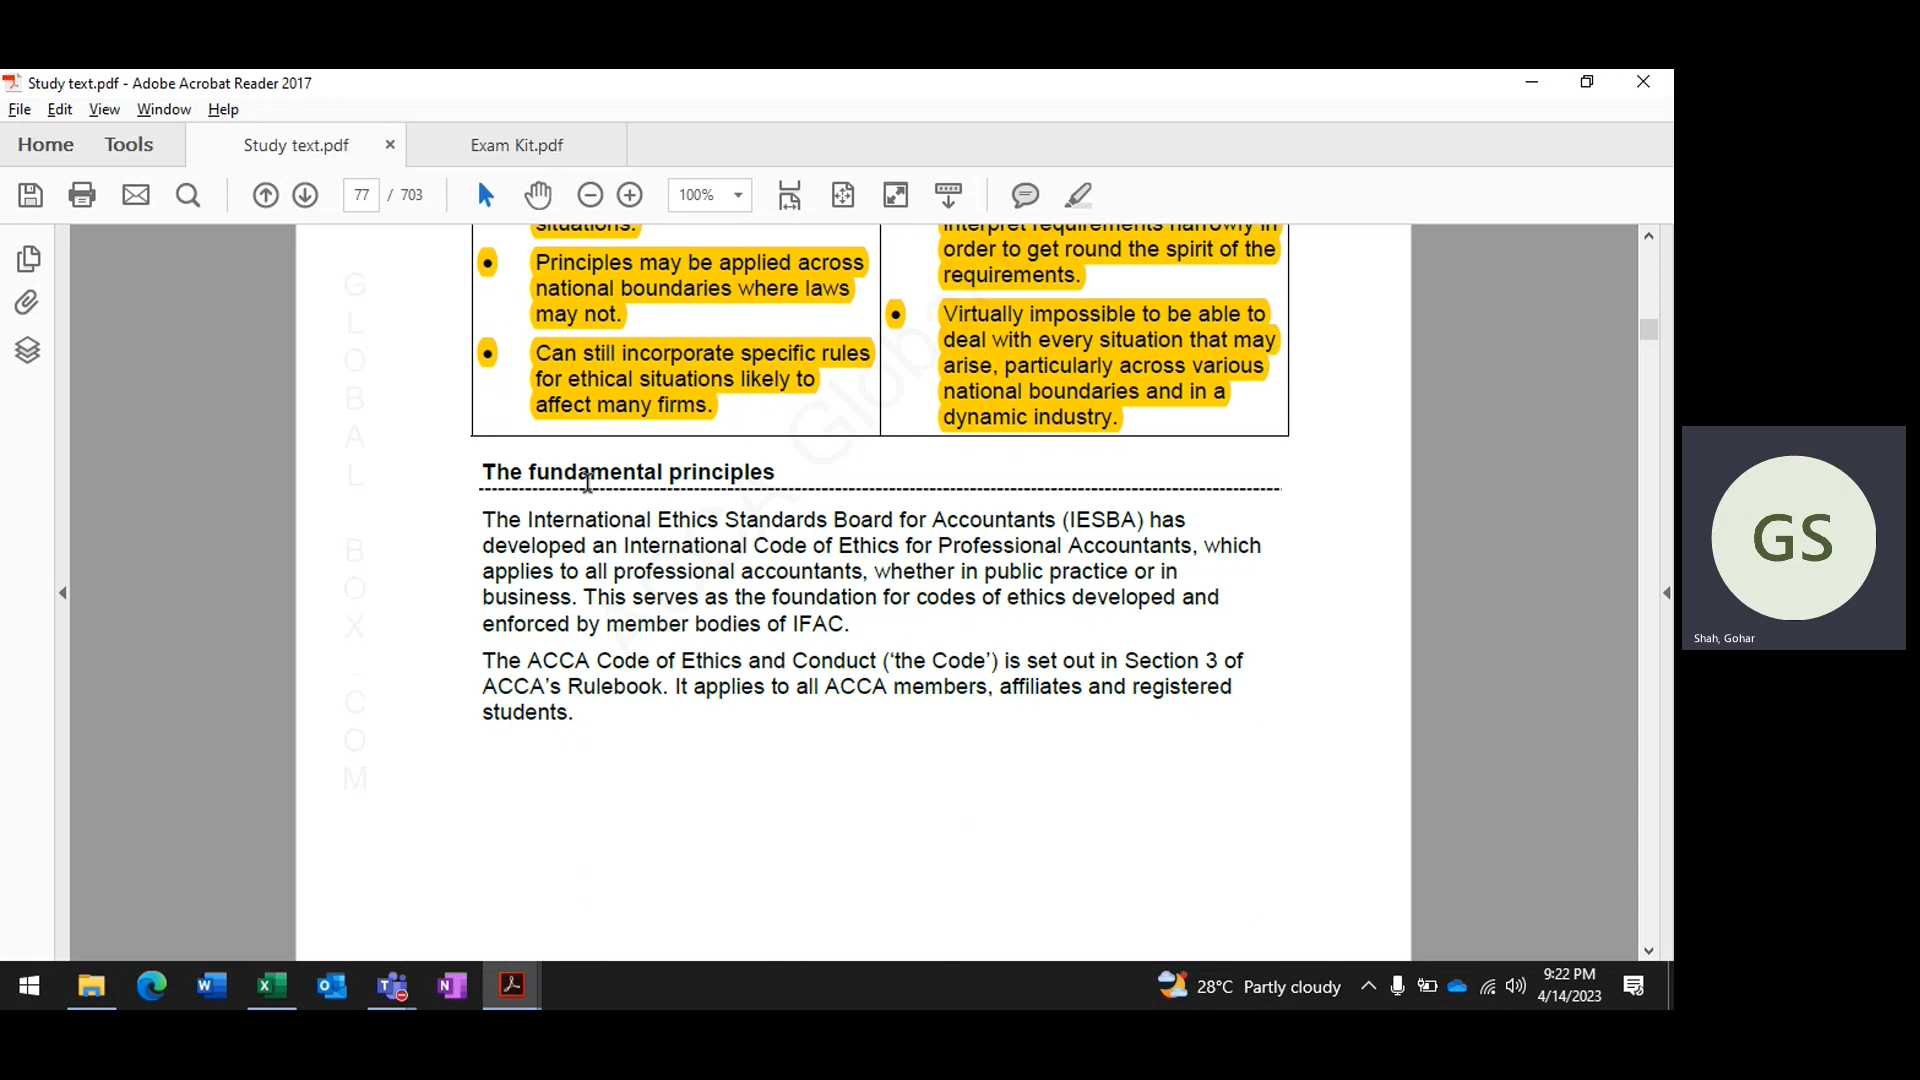 Study text.pdf - Adobe Acrobat Reader 2017
File Edit View Window Help
Home Tools Study text.pdf Exam Kit.pdf
77 / 703 100%
situations.
Principles may be applied across
national boundaries where laws
may not.
Can still incorporate specific rules
for ethical situations likely to
affect many firms.
interpret requirements narrowly in
order to get round the spirit of the
requirements.
Virtually impossible to be able to
deal with every situation that may
arise, particularly across various
national boundaries and in a
dynamic industry.
The fundamental principles
The International Ethics Standards Board for Accountants (IESBA) has
developed an International Code of Ethics for Professional Accountants, which
applies to all professional accountants, whether in public practice or in
business. This serves as the foundation for codes of ethics developed and
enforced by member bodies of IFAC.
The ACCA Code of Ethics and Conduct (‘the Code’) is set out in Section 3 of
ACCA’s Rulebook. It applies to all ACCA members, affiliates and registered
students.
GLOBAL BOX.COM
GS
Shah, Gohar
28°C Partly cloudy
9:22 PM
4/14/2023